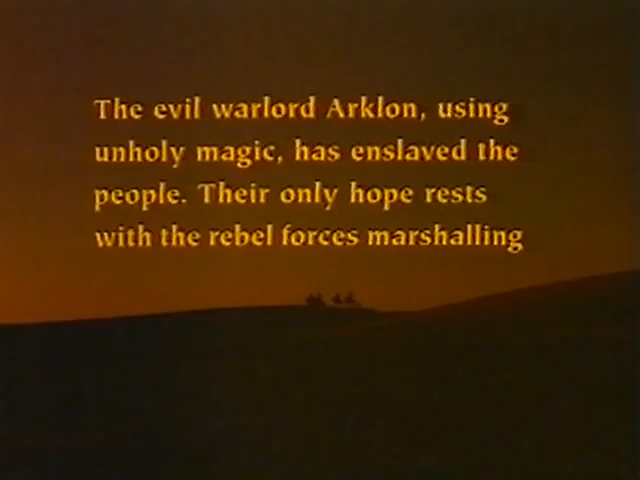 The evil warlord Arklon, using
unholy magic, has enslaved the
people. Their only hope rests
with the rebel forces marshalling